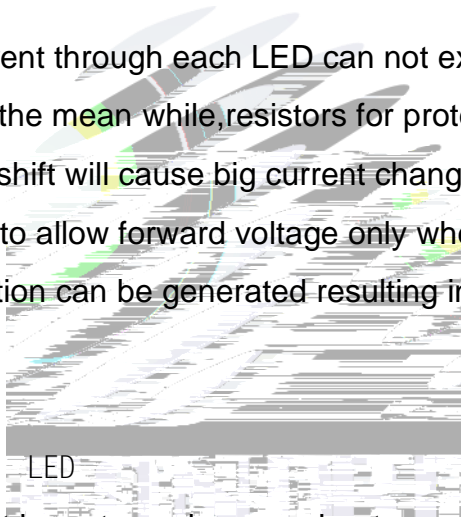 ent through each LED can not ex
the mean while,resistors for prote
shift will cause big current chang
to allow forward voltage only whe
tion can be generated resulting in
LED